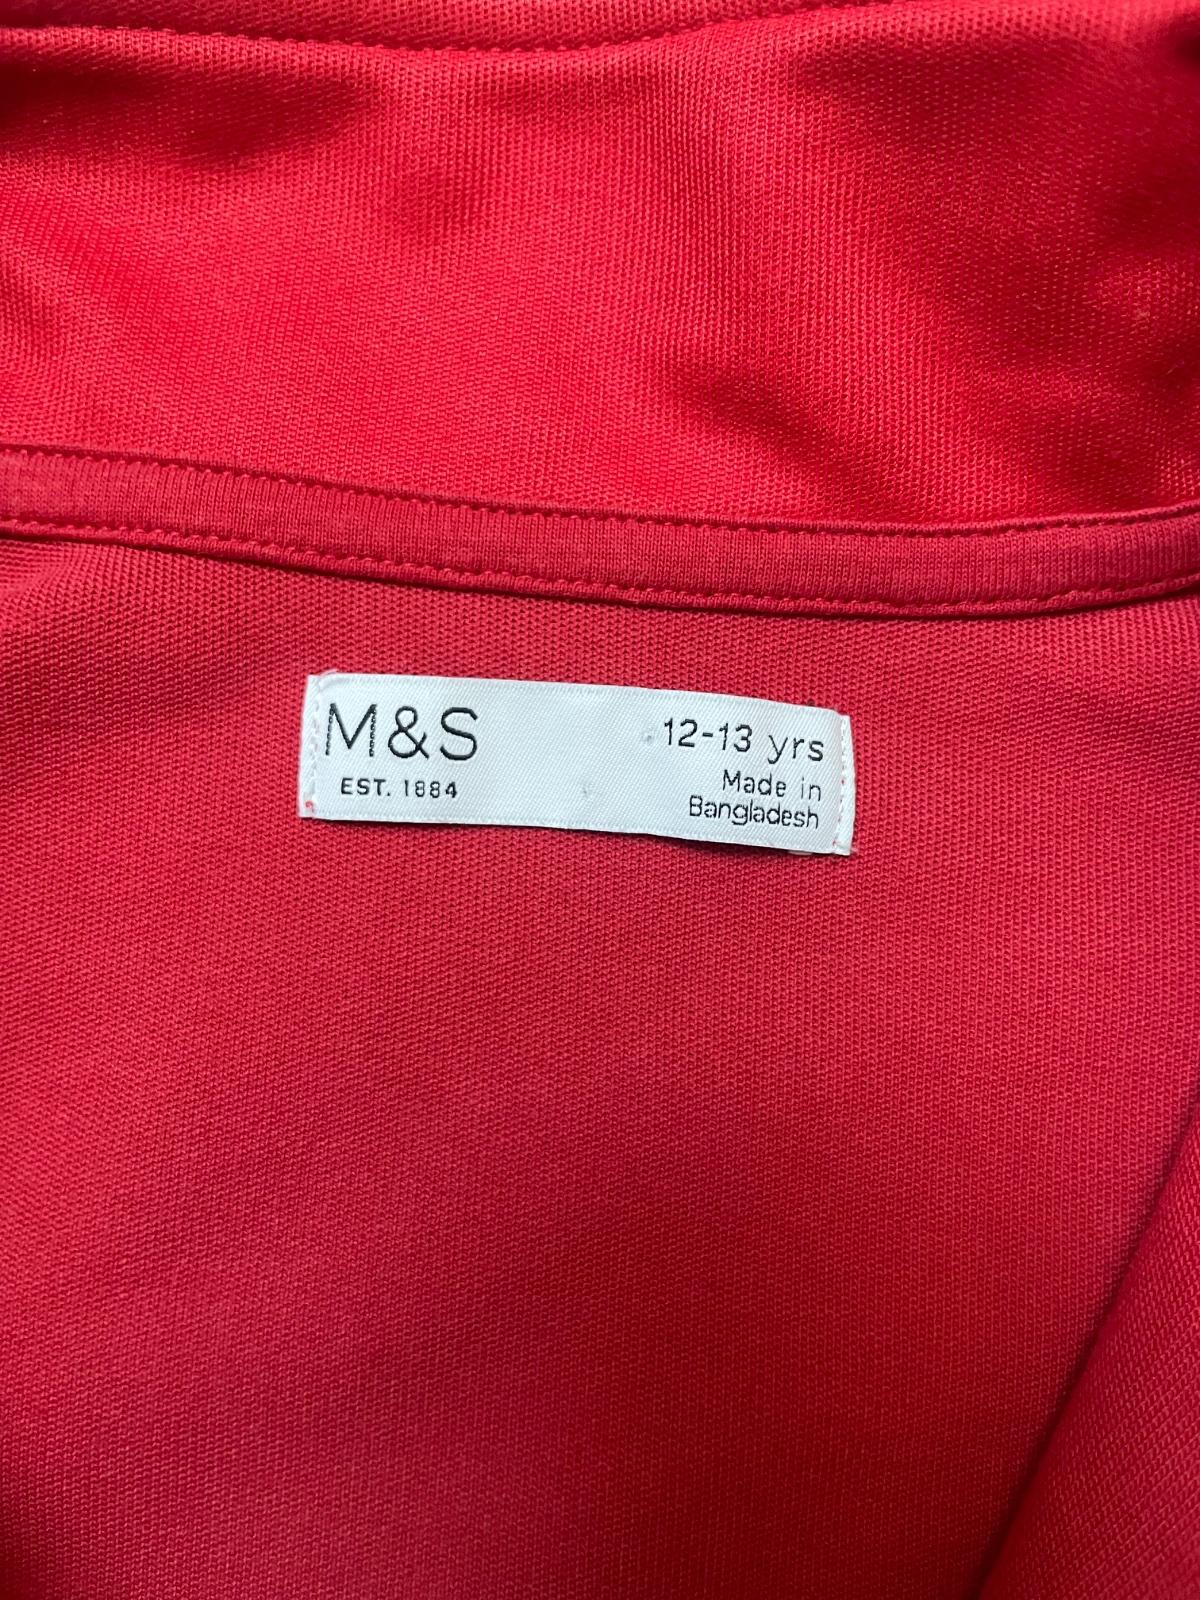 M&S
EST. 1884
12-13 yrs
Made in
Bangladesh